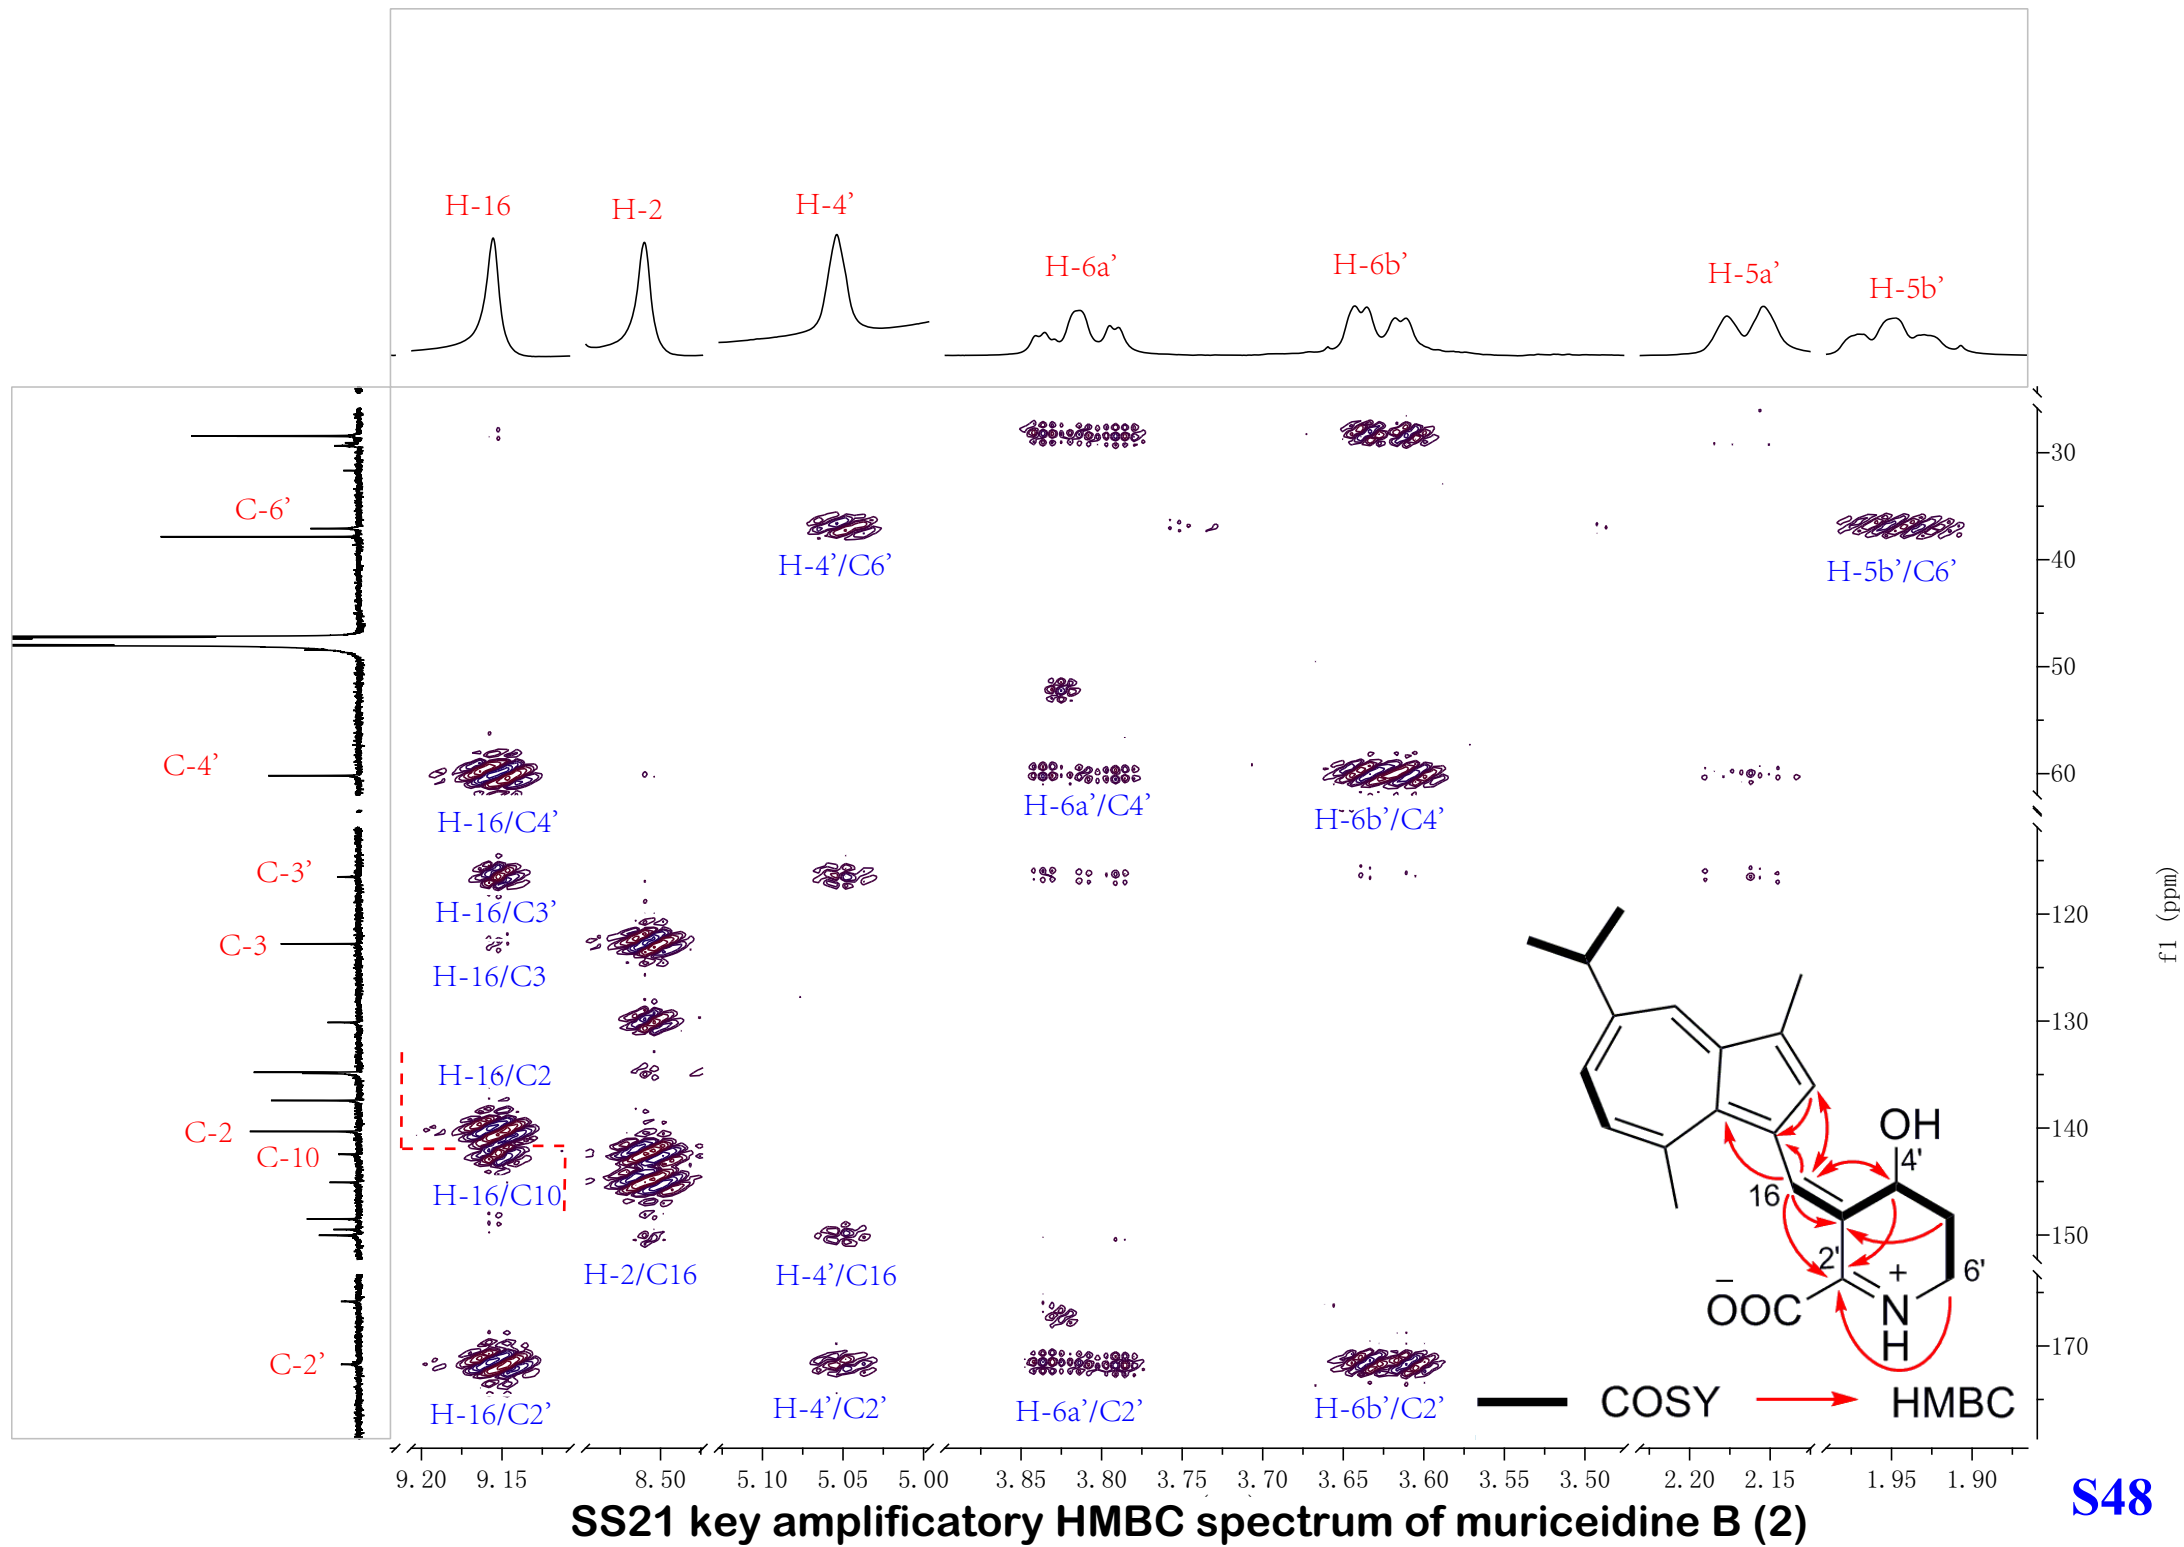 H-16 H-2 H-4' H-6a' H-6b' H-5a' H-5b'
30
C-6'
40
H-4'/C6' H-5b'/C6'
50
C-4'
60
H-16/C4' H-6a'/C4' H-6b'/C4'
C-3'
H-16/C3'
120
C-3
H-16/C3
f1 (ppm)
130
H-16/C2
C-2
140
C-10
H-16/C10
OH
4'
16
150
H-2/C16 H-4'/C16
2'
+
6'
−
OOC
N
H
C-2'
170
H-16/C2' H-4'/C2' H-6a'/C2' H-6b'/C2'
COSY HMBC
9.20 9.15 8.50 5.10 5.05 5.00 3.85 3.80 3.75 3.70 3.65 3.60 3.55 3.50 2.20 2.15 1.95 1.90
S48
SS21 key amplificatory HMBC spectrum of muriceidine B (2)